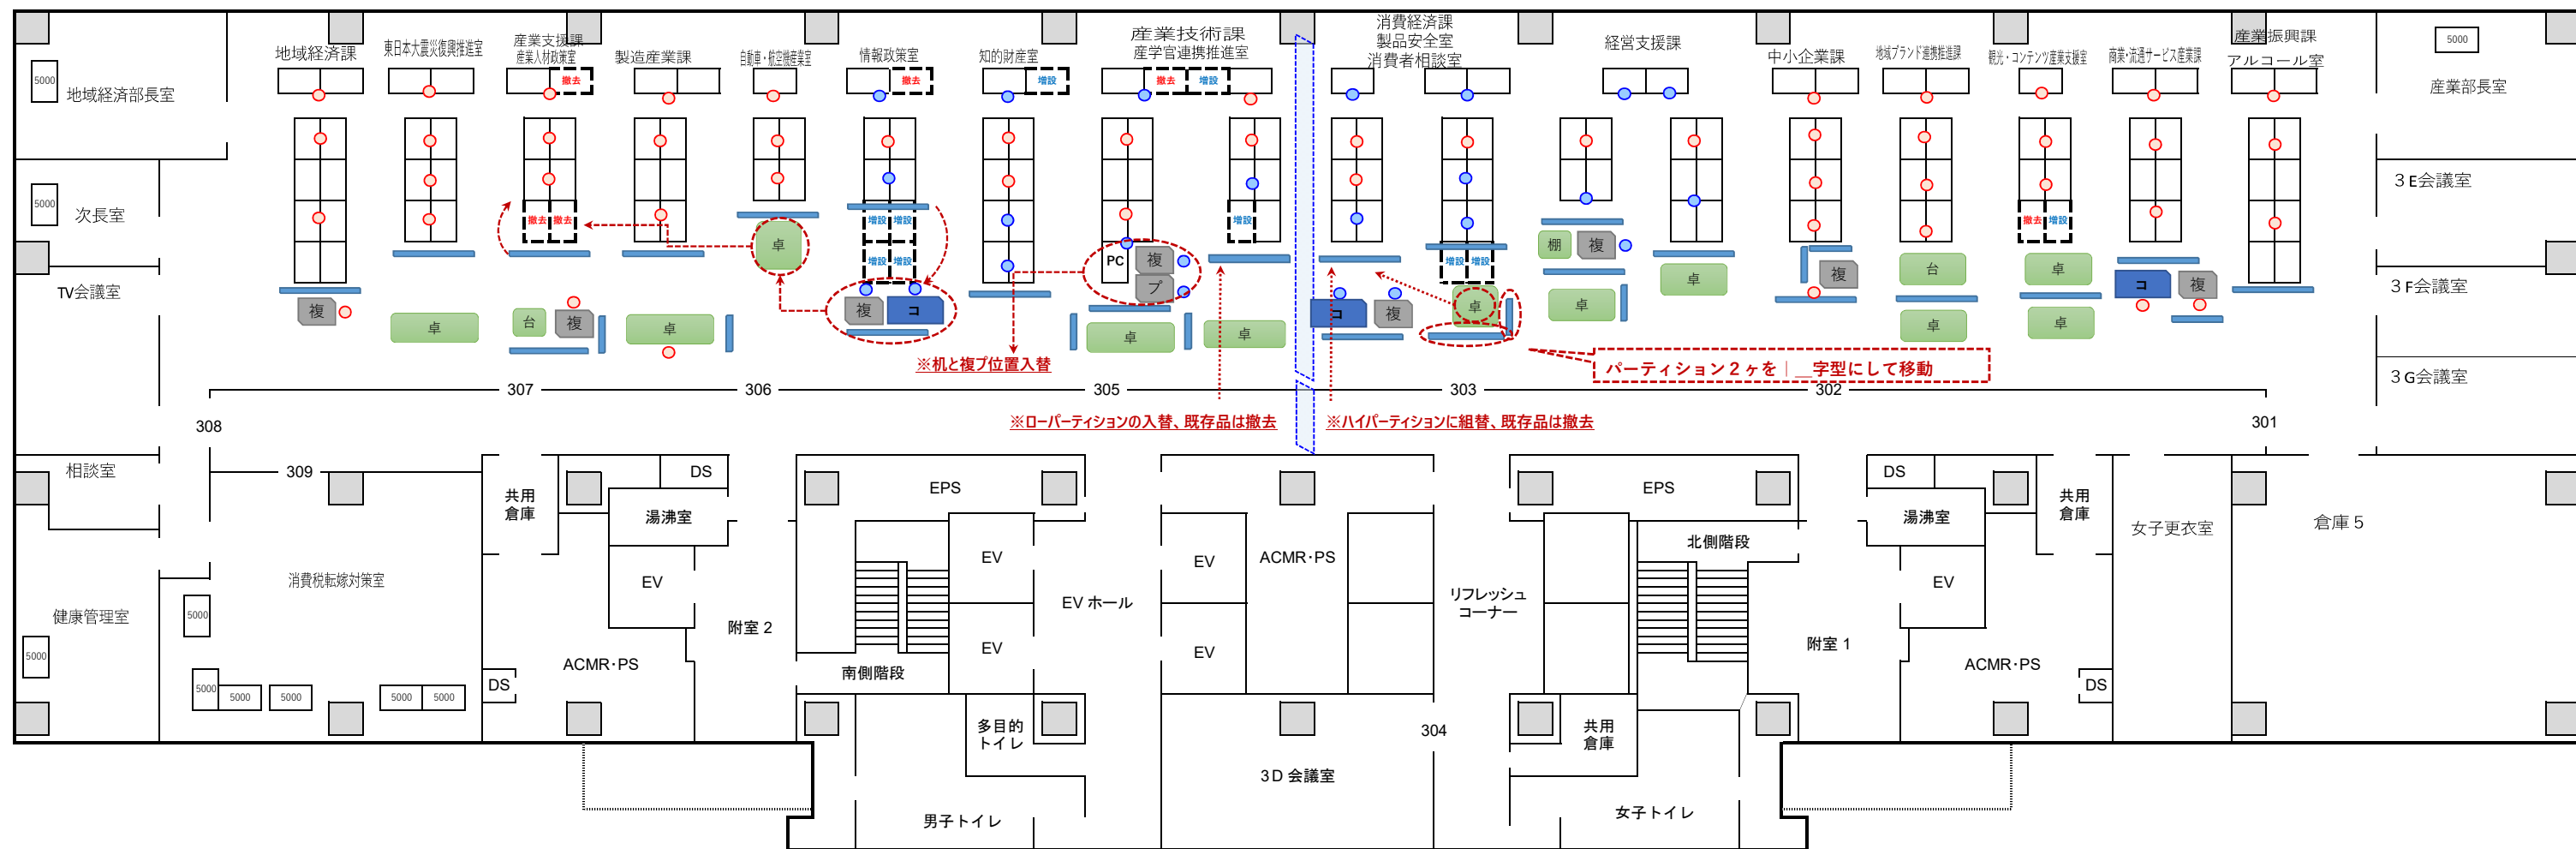 地域経済課
東日本大震災復興推進室
産業支援課
産業人材政策室
製造産業課
自動車・航空機産業室
情報政策室
知的財産室
産業技術課
産学官連携推進室
消費経済課
製品安全室
消費者相談室
経営支援課
中小企業課
地域ブランド連携推進課
観光・コンテンツ産業支援室
商業・流通サービス産業課
産業振興課
アルコール室
5000
地域経済部長室
5000
産業部長室
撤去
撤去
増設
撤去
増設
5000
次長室
TV会議室
3E会議室
3F会議室
3G会議室
撤去
撤去
増設
増設
増設
増設
増設
増設
増設
撤去
増設
卓
PC
複
プ
棚
複
卓
卓
台
卓
複
コ
複
複
卓
台
複
卓
複
コ
卓
卓
コ
複
卓
卓
卓
卓
※机と複プ位置入替
パーティション2ヶを|__字型にして移動
※ローパーティションの入替、既存品は撤去
※ハイパーティションに組替、既存品は撤去
307
306
305
303
302
308
301
309
相談室
共用
倉庫
DS
湯沸室
EV
EPS
EV
EV
EV ホール
EV
EV
ACMR・PS
リフレッシュ
コーナー
EPS
北側階段
DS
湯沸室
EV
共用
倉庫
女子更衣室
倉庫5
消費税転嫁対策室
健康管理室
5000
5000
5000
5000
5000
5000
5000
DS
ACMR・PS
附室 2
南側階段
附室 1
ACMR・PS
DS
多目的
トイレ
304
共用
倉庫
3D 会議室
男子トイレ
女子トイレ